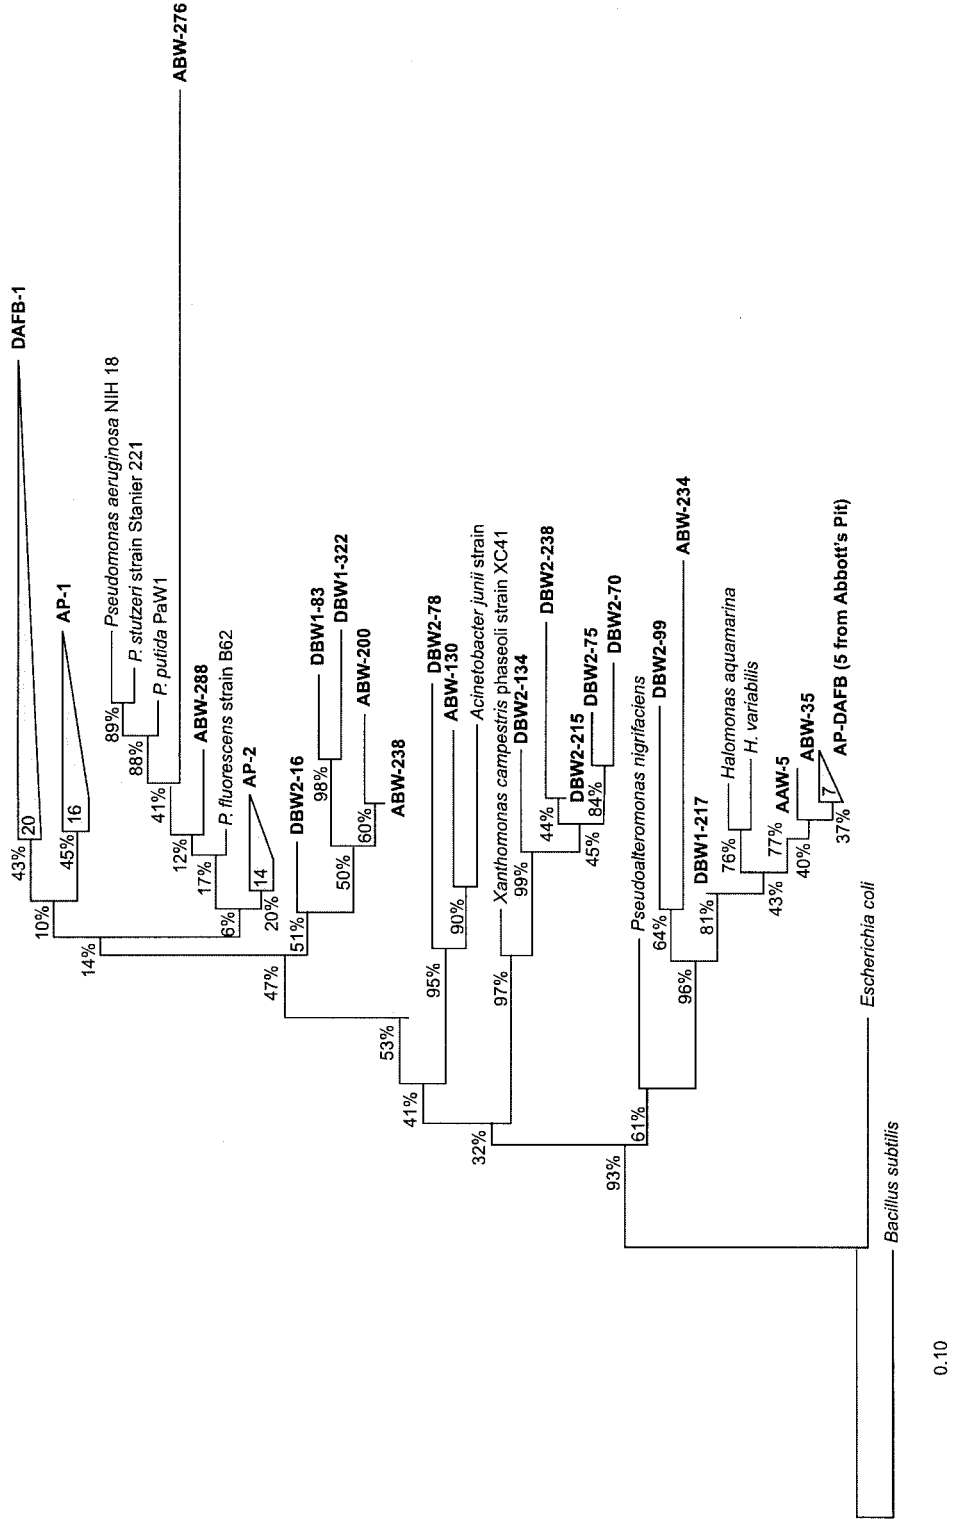 DAFB-1
20
43%
AP-1
16
45%
10%
Pseudomonas aeruginosa NIH 18
P. stutzeri strain Stanier 221
89%
P. putida PaW1
88%
ABW-276
41%
ABW-288
12%
P. fluorescens strain B62
17%
AP-2
14
20%
6%
14%
DBW2-16
51%
DBW1-83
98%
DBW1-322
50%
ABW-200
60%
ABW-238
47%
53%
DBW2-78
95%
ABW-130
90%
Acinetobacter junii strain
41%
Xanthomonas campestris phaseoli strain XC41
97%
DBW2-134
99%
DBW2-238
44%
DBW2-215
DBW2-75
84%
DBW2-70
45%
32%
Pseudoalteromonas nigrifaciens
61%
DBW2-99
64%
ABW-234
96%
DBW1-217
81%
Halomonas aquamarina
76%
H. variabilis
43%
AAW-5
77%
ABW-35
40%
7
AP-DAFB (5 from Abbott's Pit)
37%
93%
Escherichia coli
Bacillus subtilis
0.10